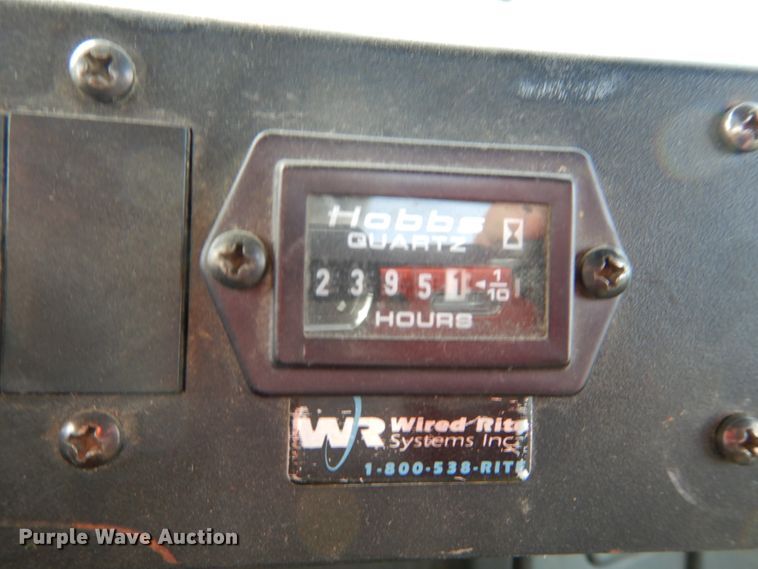 Hobbs
QUARTZ
2 3 9 5 1 ◄ 1/10
HOURS
WR Wired Rite
Systems Inc
1-800-538-RITE
Purple Wave Auction